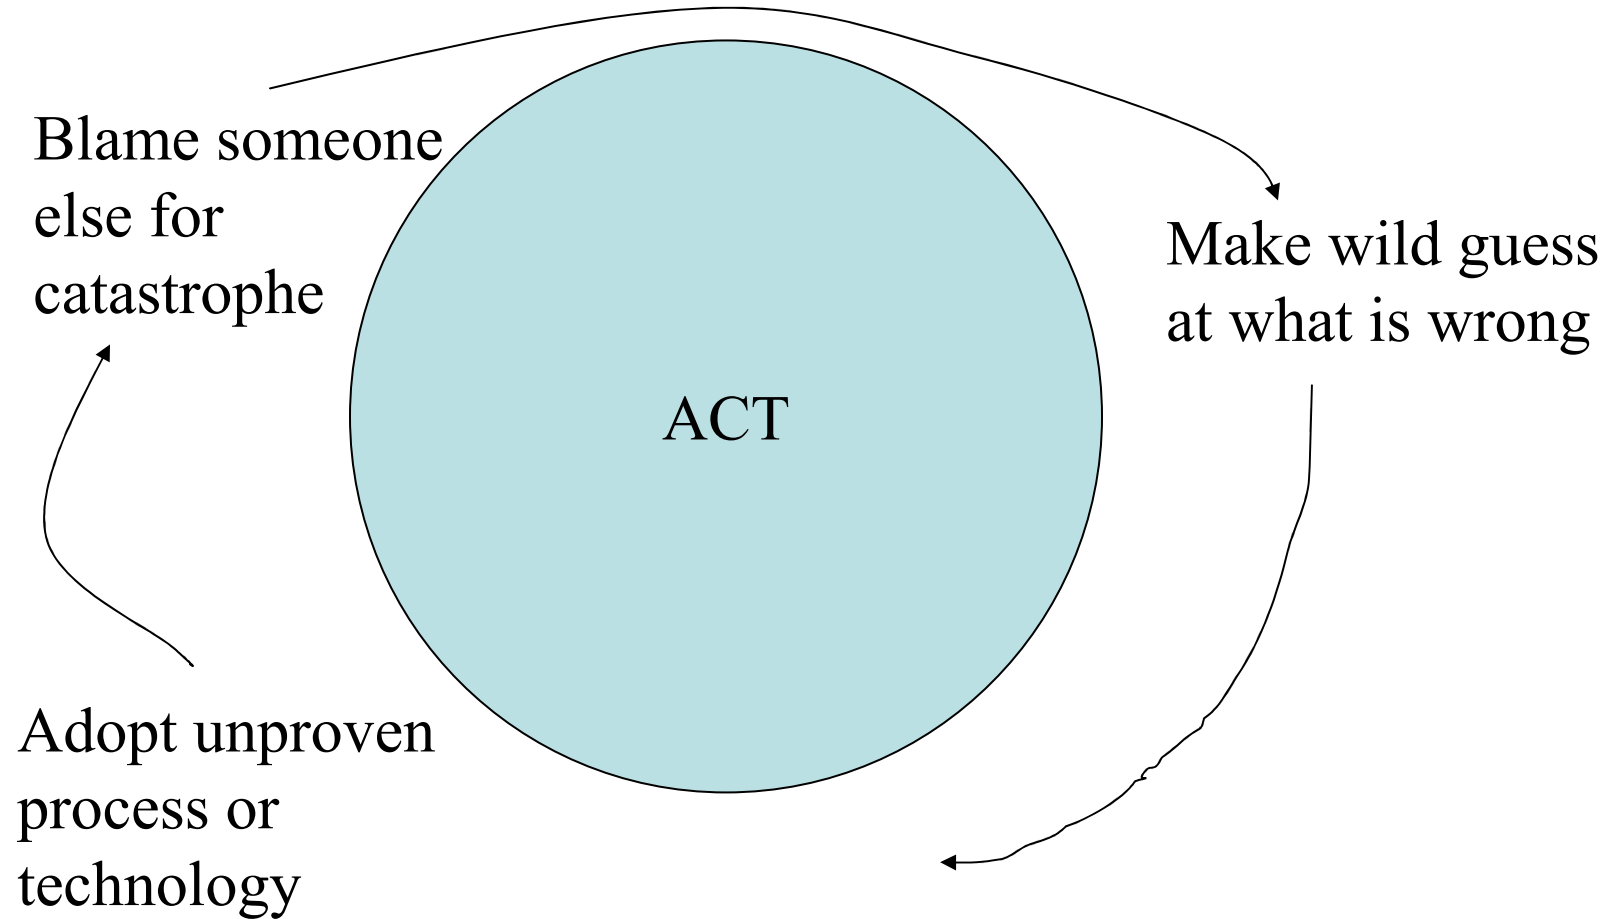 Blame someone
else for
catastrophe
Make wild guess
at what is wrong
ACT
Adopt unproven
process or
technology